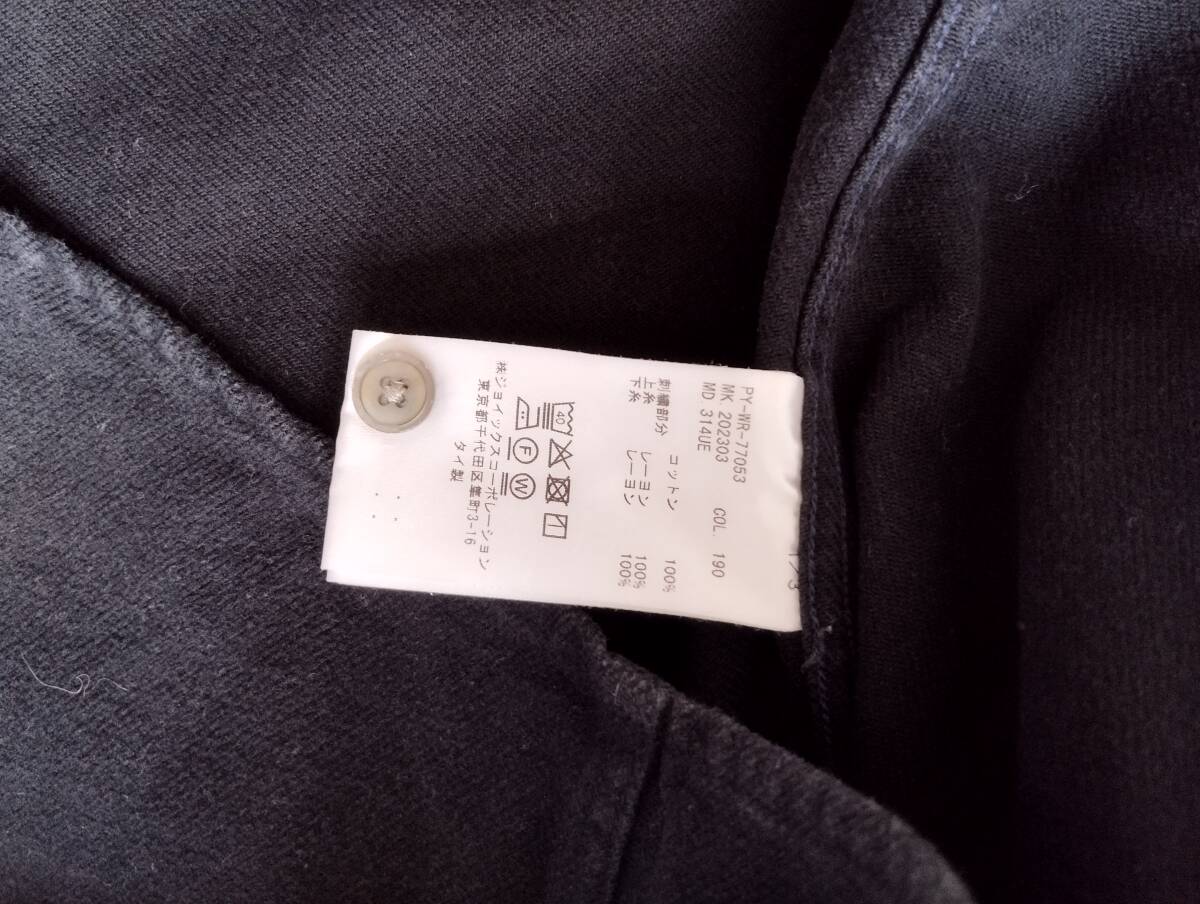 1/3
PY-WR-77053
MK 202303 COL. 190
MD 314UE
コットン 100%
刺繍部分
上糸 レーヨン 100%
下糸 レーヨン 100%
40
F W
㈱ジョイックスコーポレーション
東京都千代田区麹町3-16
タイ製